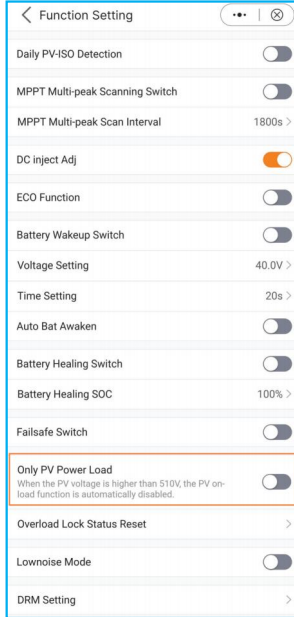 Function Setting
Daily PV-ISO Detection
MPPT Multi-peak Scanning Switch
MPPT Multi-peak Scan Interval 1800s >
DC inject Adj
ECO Function
Battery Wakeup Switch
Voltage Setting 40.0V >
Time Setting 20s >
Auto Bat Awaken
Battery Healing Switch
Battery Healing SOC 100% >
Failsafe Switch
Only PV Power Load
When the PV voltage is higher than 510V, the PV on-
load function is automatically disabled.
Overload Lock Status Reset >
Lownoise Mode
DRM Setting >